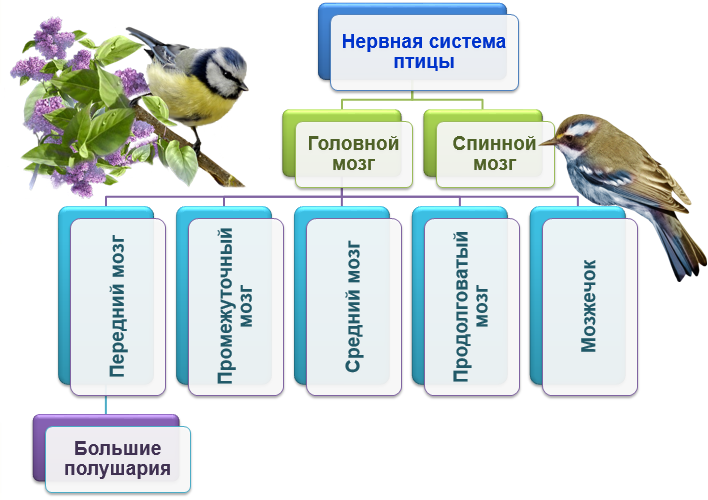 Нервная система
птицы
Головной
мозг
Спинной
мозг
Передний мозг
Промежуточный
мозг
Средний мозг
Продолговатый
мозг
Мозжечок
Большие
полушария